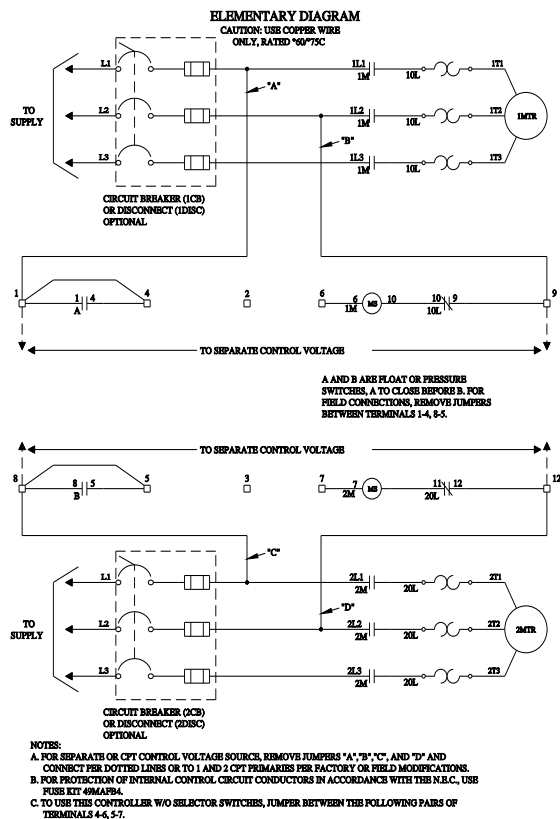 ELEMENTARY DIAGRAM
CAUTION: USE COPPER WIRE
ONLY, RATED °60/°75C
L1
1L1
1M
10L
1T1
"A"
TO
SUPPLY
L2
1L2
1M
10L
1T2
1MTR
"B"
L3
1L3
1M
10L
1T3
CIRCUIT BREAKER (1CB)
OR DISCONNECT (1DISC)
OPTIONAL
1
1
4
A
4
2
6
6
1M
MS
10
10
9
10L
9
TO SEPARATE CONTROL VOLTAGE
A AND B ARE FLOAT OR PRESSURE
SWITCHES, A TO CLOSE BEFORE B. FOR
FIELD CONNECTIONS, REMOVE JUMPERS
BETWEEN TERMINALS 1-4, 8-5.
TO SEPARATE CONTROL VOLTAGE
8
8
5
B
5
3
7
7
2M
MS
11
12
20L
12
"C"
L1
2L1
2M
20L
2T1
"D"
TO
SUPPLY
L2
2L2
2M
20L
2T2
2MTR
L3
2L3
2M
20L
2T3
CIRCUIT BREAKER (2CB)
OR DISCONNECT (2DISC)
OPTIONAL
NOTES:
A. FOR SEPARATE OR CPT CONTROL VOLTAGE SOURCE, REMOVE JUMPERS "A","B","C", AND "D" AND
CONNECT PER DOTTED LINES OR TO 1 AND 2 CPT PRIMARIES PER FACTORY OR FIELD MODIFICATIONS.
B. FOR PROTECTION OF INTERNAL CONTROL CIRCUIT CONDUCTORS IN ACCORDANCE WITH THE N.E.C., USE
FUSE KIT 49MAFB4.
C. TO USE THIS CONTROLLER W/O SELECTOR SWITCHES, JUMPER BETWEEN THE FOLLOWING PAIRS OF
TERMINALS 4-6, 5-7.